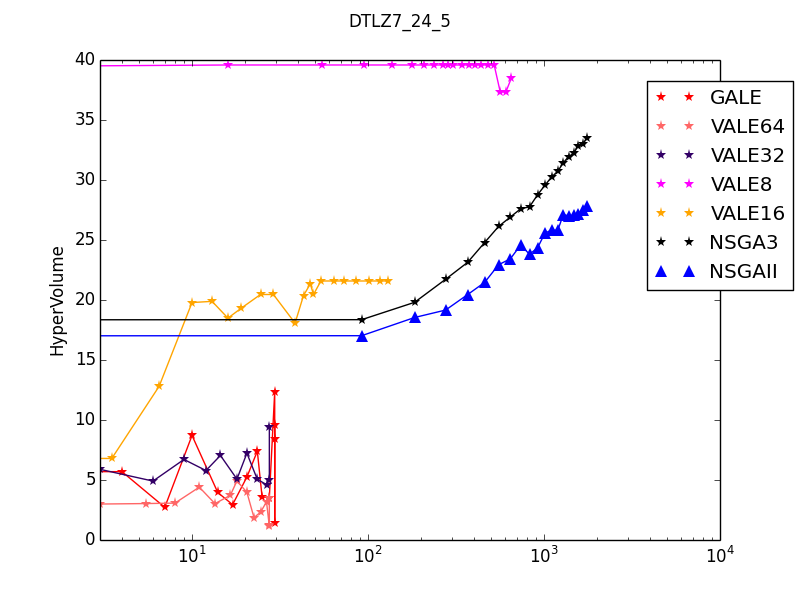 DTLZ7_24_5
HyperVolume
40
35
30
25
20
15
10
5
0
10^1
10^2
10^3
10^4
GALE
VALE64
VALE32
VALE8
VALE16
NSGA3
NSGAII